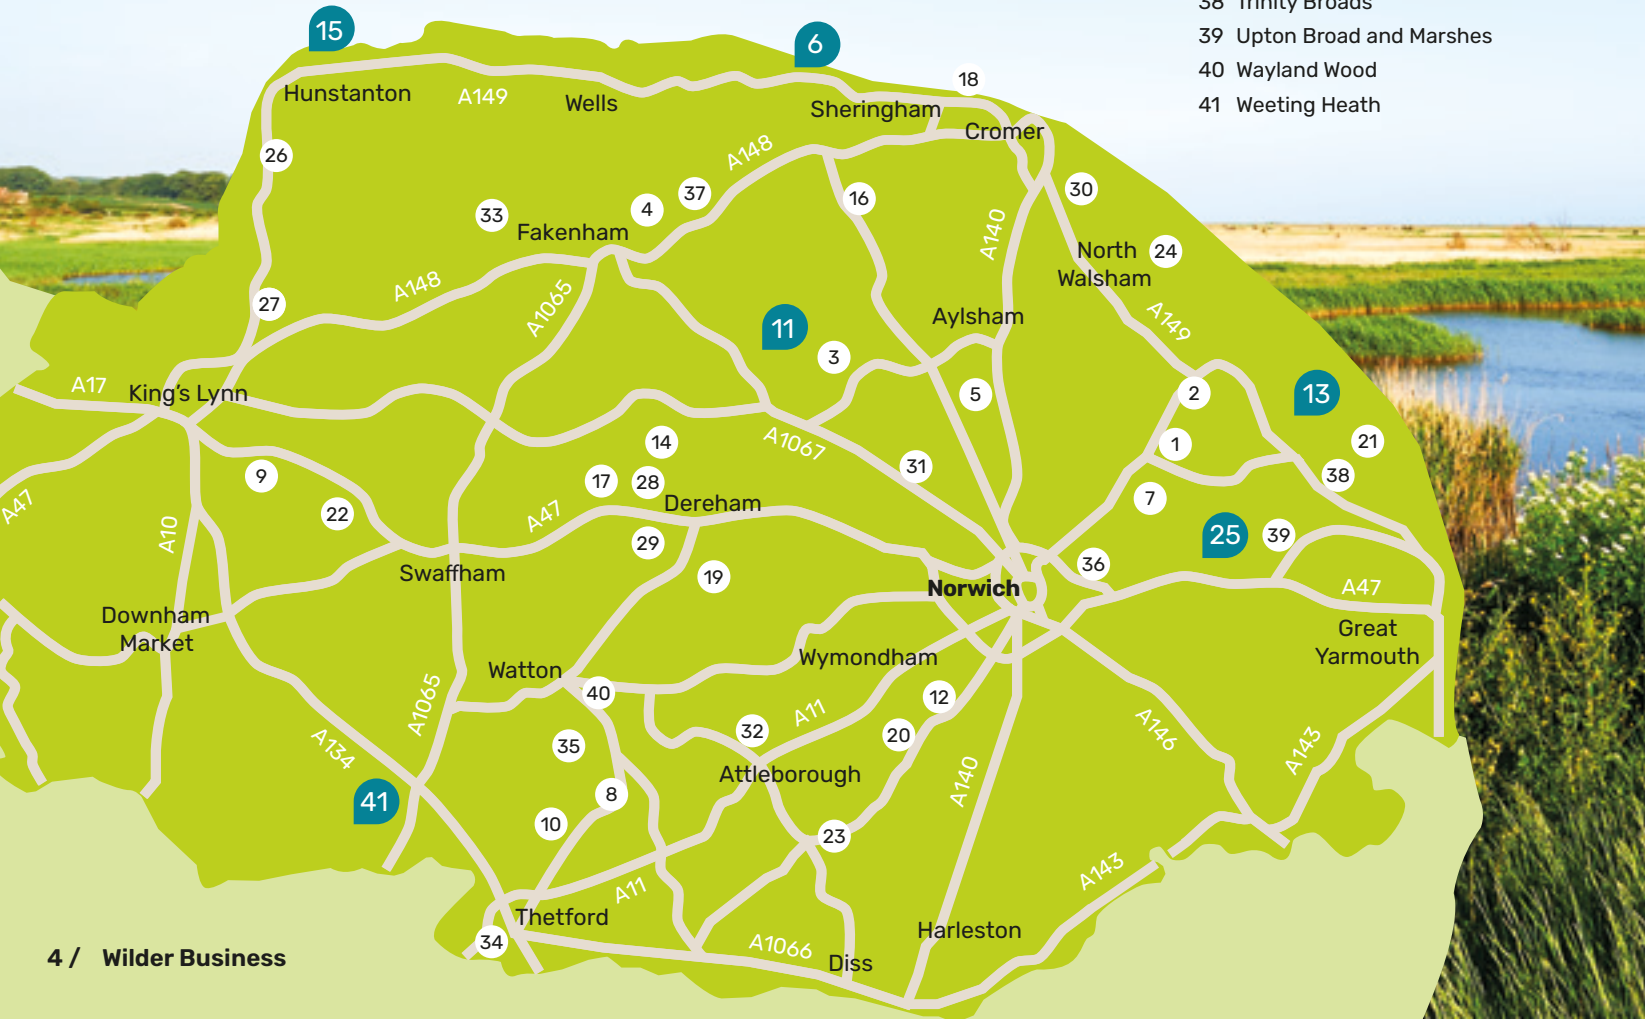 38 Trinity Broads
39 Upton Broad and Marshes
40 Wayland Wood
41 Weeting Heath
15
6
18
Hunstanton
A149
Wells
Sheringham
Cromer
26
A148
30
33
4
37
16
Fakenham
A140
North
Walsham
24
A148
A1065
27
11
Aylsham
A149
3
A17
King's Lynn
5
2
13
14
A1067
1
21
9
17
28
31
38
A47
22
Dereham
7
A10
A47
29
25
39
Swaffham
19
36
Norwich
A47
Downham
Market
Great
Yarmouth
Watton
Wymondham
40
12
A1065
32
A11
20
A146
A134
35
A143
Attleborough
A140
41
8
10
23
A11
A143
Thetford
Harleston
34
A1066
Diss
4 / Wilder Business